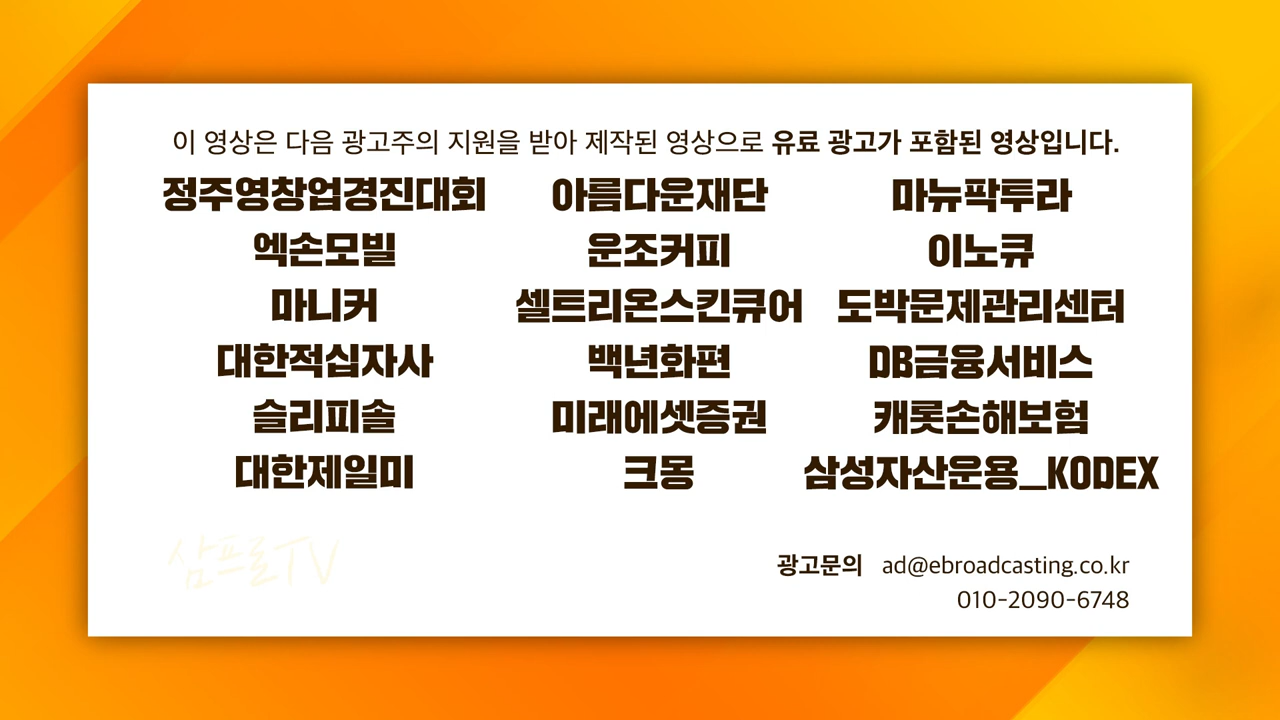 이 영상은 다음 광고주의 지원을 받아 제작된 영상으로 유료 광고가 포함된 영상입니다.
정주영창업경진대회 아름다운재단 마뉴팍투라
엑손모빌 운조커피 이노큐
마니커 셀트리온스킨큐어 도박문제관리센터
대한적십자사 백년화편 DB금융서비스
슬리피솔 미래에셋증권 캐롯손해보험
대한제일미 크몽 삼성자산운용_KODEX
삼프로TV
광고문의 ad@ebroadcasting.co.kr
010-2090-6748